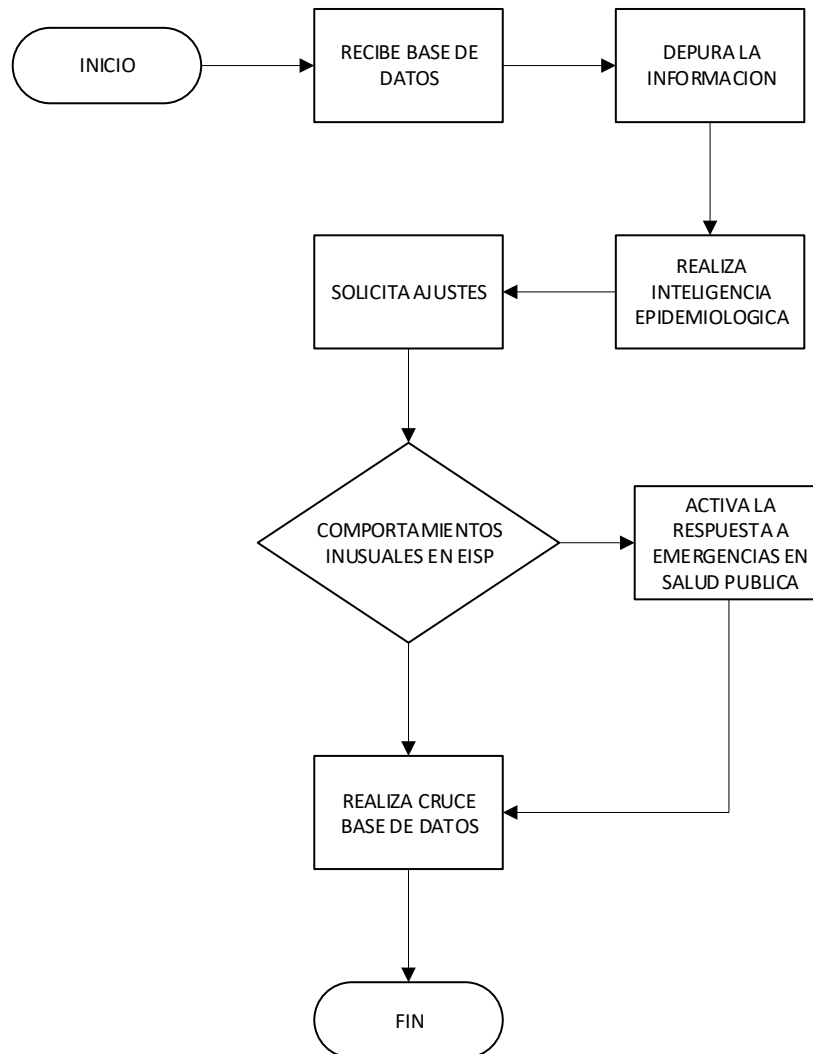 INICIO
RECIBE BASE DE
DATOS
DEPURA LA
INFORMACION
REALIZA
INTELIGENCIA
EPIDEMIOLOGICA
SOLICITA AJUSTES
COMPORTAMIENTOS
INUSUALES EN EISP
ACTIVA LA
RESPUESTA A
EMERGENCIAS EN
SALUD PUBLICA
REALIZA CRUCE
BASE DE DATOS
FIN